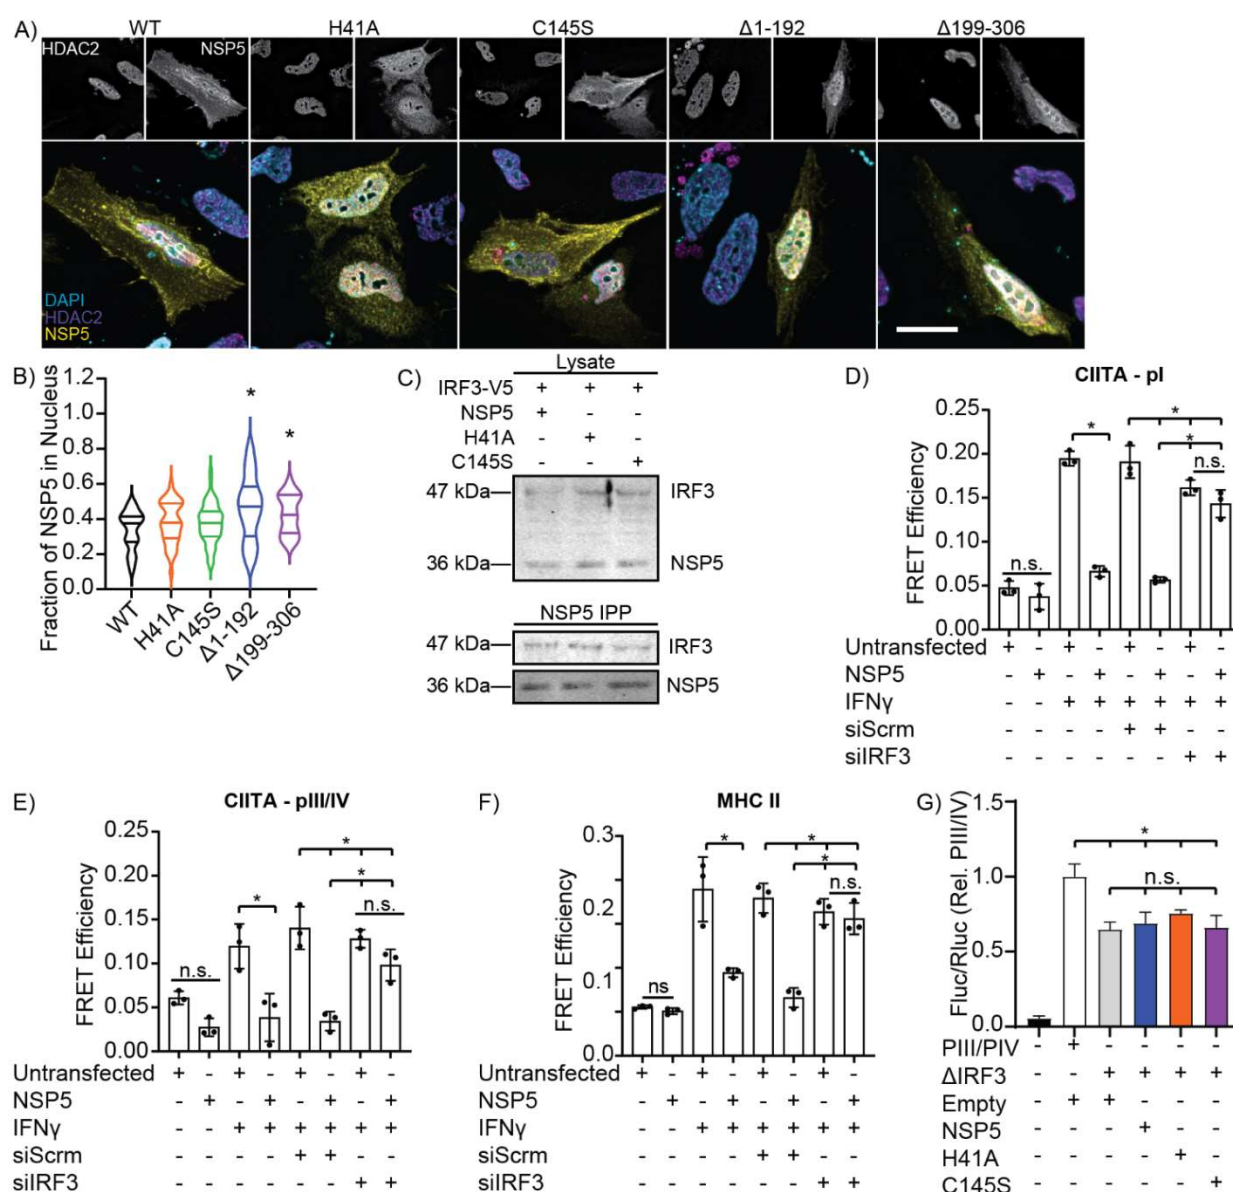 A)
WT H41A C145S Δ1-192 Δ199-306
HDAC2 NSP5
DAPI
HDAC2
NSP5
B)
Fraction of NSP5 in Nucleus
1.2
1.0
0.8
0.6
0.4
0.2
0.0
* *
WT H41A C145S Δ1-192 Δ199-306
C)
Lysate
IRF3-V5 + + +
NSP5 + - -
H41A - + -
C145S - - +
47 kDa IRF3
36 kDa NSP5
NSP5 IPP
47 kDa IRF3
36 kDa NSP5
D)
CIITA - pI
FRET Efficiency
0.25
0.20
0.15
0.10
0.05
0.00
n.s. * * * n.s.
Untransfected + - + - + - + -
NSP5 - + - + - + - +
IFNγ - - + + + + + +
siScrm - - - - + + - -
siIRF3 - - - - - - + +
E)
CIITA - pIII/IV
FRET Efficiency
0.25
0.20
0.15
0.10
0.05
0.00
n.s. * * * n.s.
Untransfected + - + - + - + -
NSP5 - + - + - + - +
IFNγ - - + + + + + +
siScrm - - - - + + - -
siIRF3 - - - - - - + +
F)
MHC II
FRET Efficiency
0.3
0.2
0.1
0.0
ns * * * n.s.
Untransfected + - + - + - + -
NSP5 - + - + - + - +
IFNγ - - + + + + + +
siScrm - - - - + + - -
siIRF3 - - - - - - + +
G)
Fluc/Rluc (Rel. PIII/IV)
1.5
1.0
0.5
0.0
*
n.s.
PIII/PIV - + - - - -
ΔIRF3 - - + + + +
Empty - + + - - -
NSP5 - - - + - -
H41A - - - - + -
C145S - - - - - +